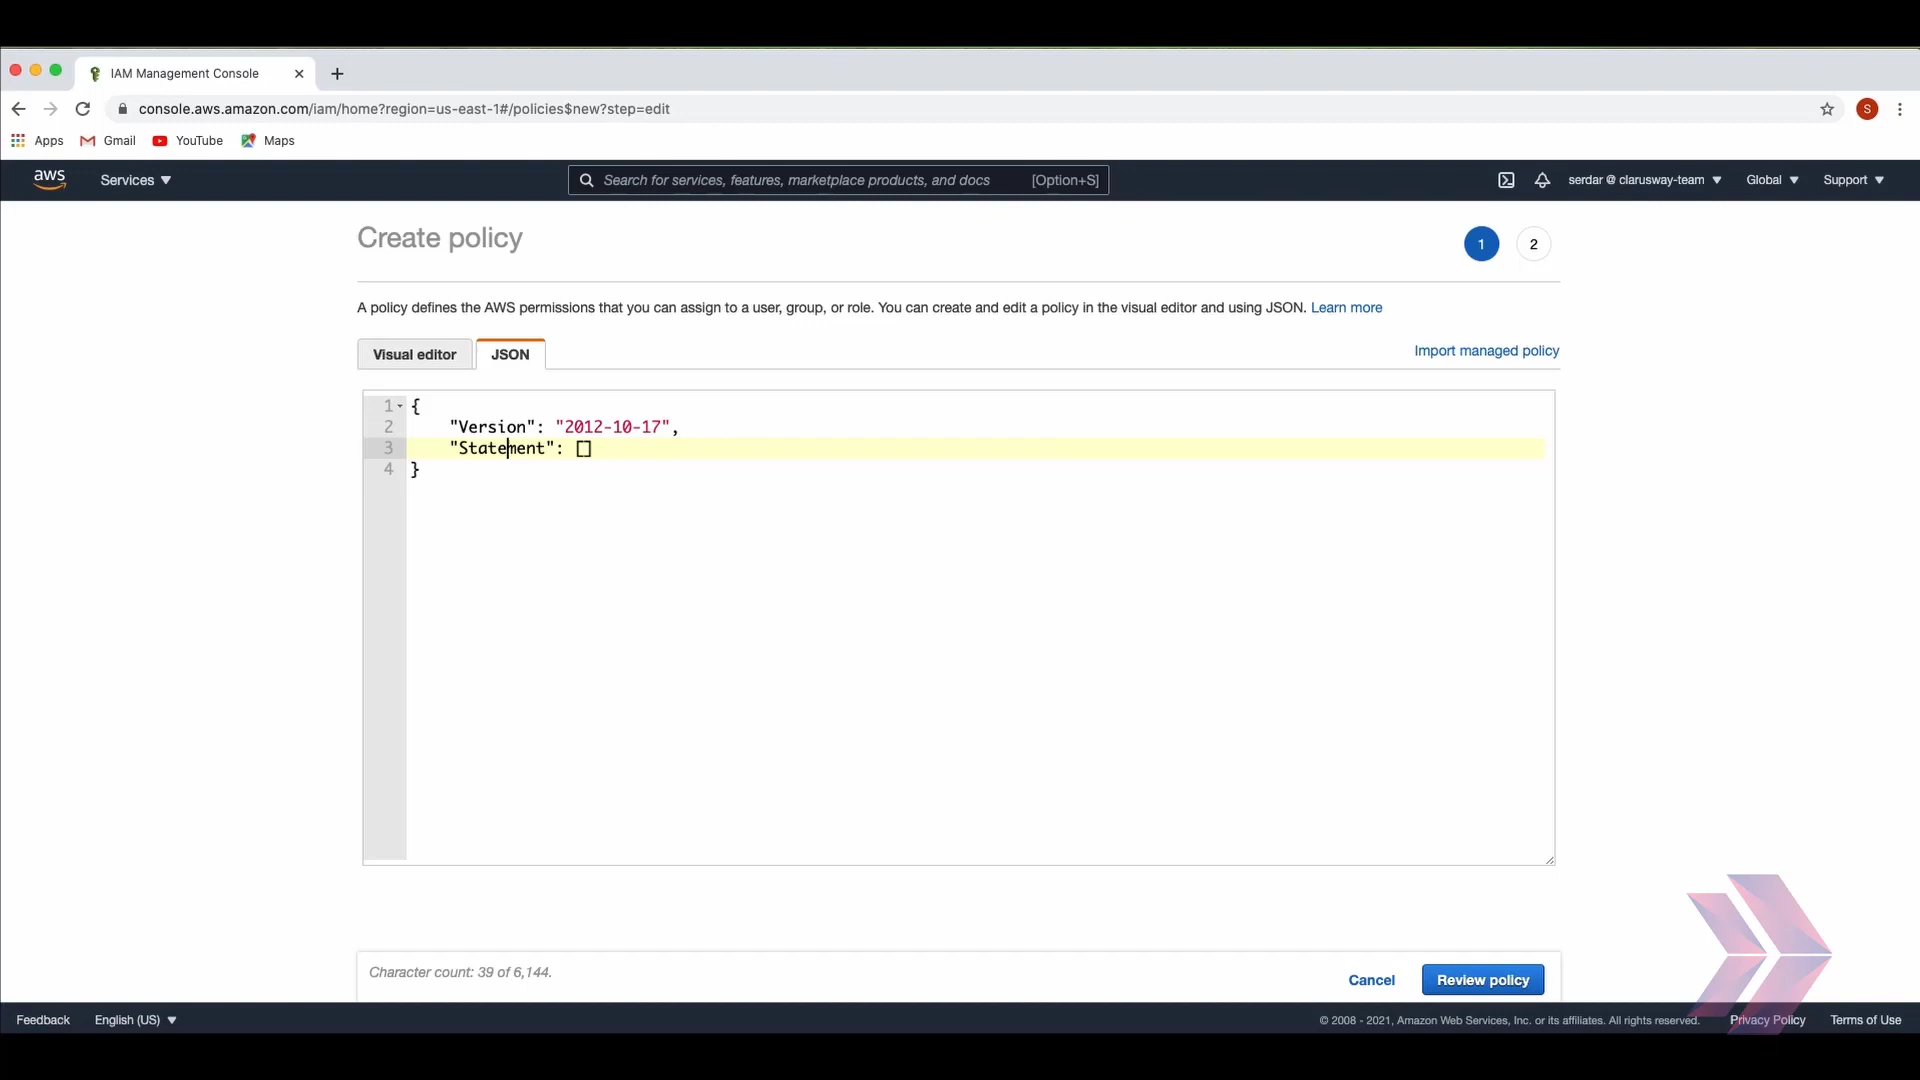 IAM Management Console
console.aws.amazon.com/iam/home?region=us-east-1#/policies$new?step=edit
S
Apps Gmail YouTube Maps
aws Services Search for services, features, marketplace products, and docs [Option+S] serdar @ clarusway-team Global Support
Create policy 1 2
A policy defines the AWS permissions that you can assign to a user, group, or role. You can create and edit a policy in the visual editor and using JSON. Learn more
Visual editor JSON Import managed policy
1 {
2 "Version": "2012-10-17",
3 "Statement": []
4 }
Character count: 39 of 6,144.
Cancel Review policy
Feedback English (US) © 2008 - 2021, Amazon Web Services, Inc. or its affiliates. All rights reserved. Privacy Policy Terms of Use